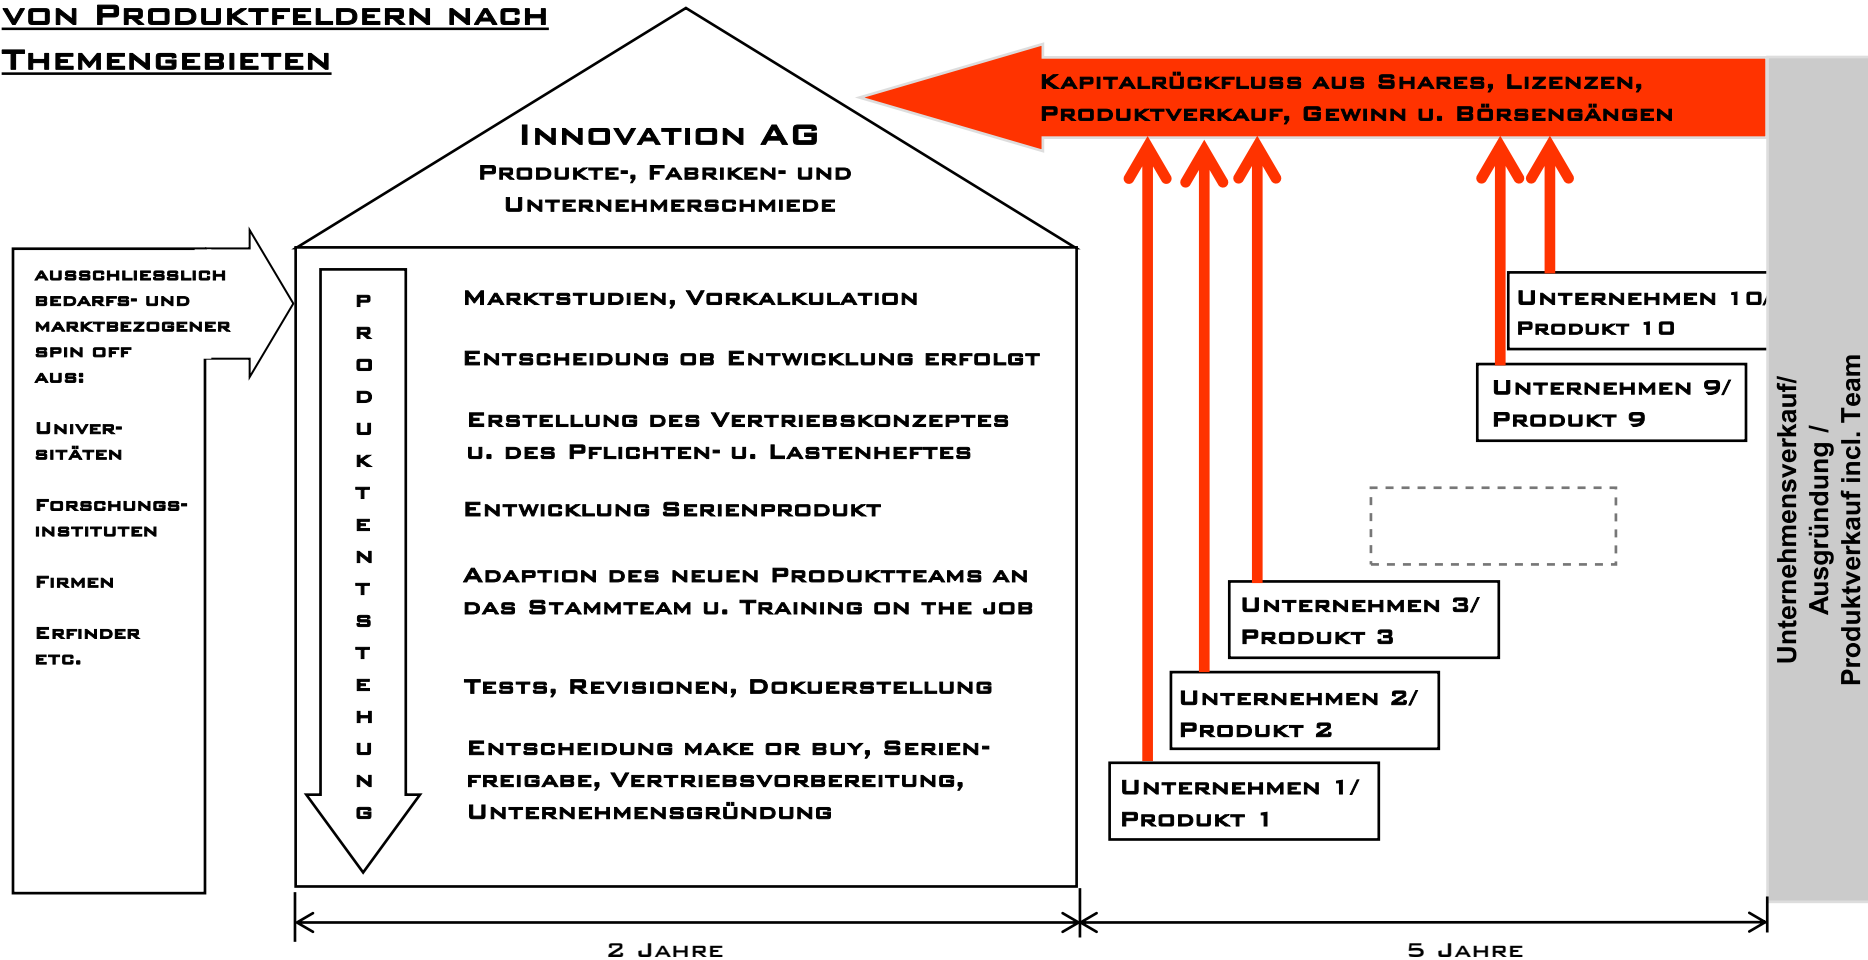 VON PRODUKTFELDERN NACH
THEMENGEBIETEN
INNOVATION AG
PRODUKTE-, FABRIKEN- UND
UNTERNEHMERSCHMIEDE
KAPITALRÜCKFLUSS AUS SHARES, LIZENZEN,
PRODUKTVERKAUF, GEWINN U. BÖRSENGÄNGEN
AUSSCHLIESSLICH
BEDARFS- UND
MARKTBEZOGENER
SPIN OFF
AUS:
UNIVER-
SITÄTEN
FORSCHUNGS-
INSTITUTEN
FIRMEN
ERFINDER
ETC.
PRODUKTENTSTEHUNG
MARKTSTUDIEN, VORKALKULATION
ENTSCHEIDUNG OB ENTWICKLUNG ERFOLGT
ERSTELLUNG DES VERTRIEBSKONZEPTES
U. DES PFLICHTEN- U. LASTENHEFTES
ENTWICKLUNG SERIENPRODUKT
ADAPTION DES NEUEN PRODUKTTEAMS AN
DAS STAMMTEAM U. TRAINING ON THE JOB
TESTS, REVISIONEN, DOKUERSTELLUNG
ENTSCHEIDUNG MAKE OR BUY, SERIEN-
FREIGABE, VERTRIEBSVORBEREITUNG,
UNTERNEHMENSGRÜNDUNG
UNTERNEHMEN 10/
PRODUKT 10
UNTERNEHMEN 9/
PRODUKT 9
UNTERNEHMEN 3/
PRODUKT 3
UNTERNEHMEN 2/
PRODUKT 2
UNTERNEHMEN 1/
PRODUKT 1
Unternehmensverkauf/
Ausgründung /
Produktverkauf incl. Team
2 JAHRE
5 JAHRE